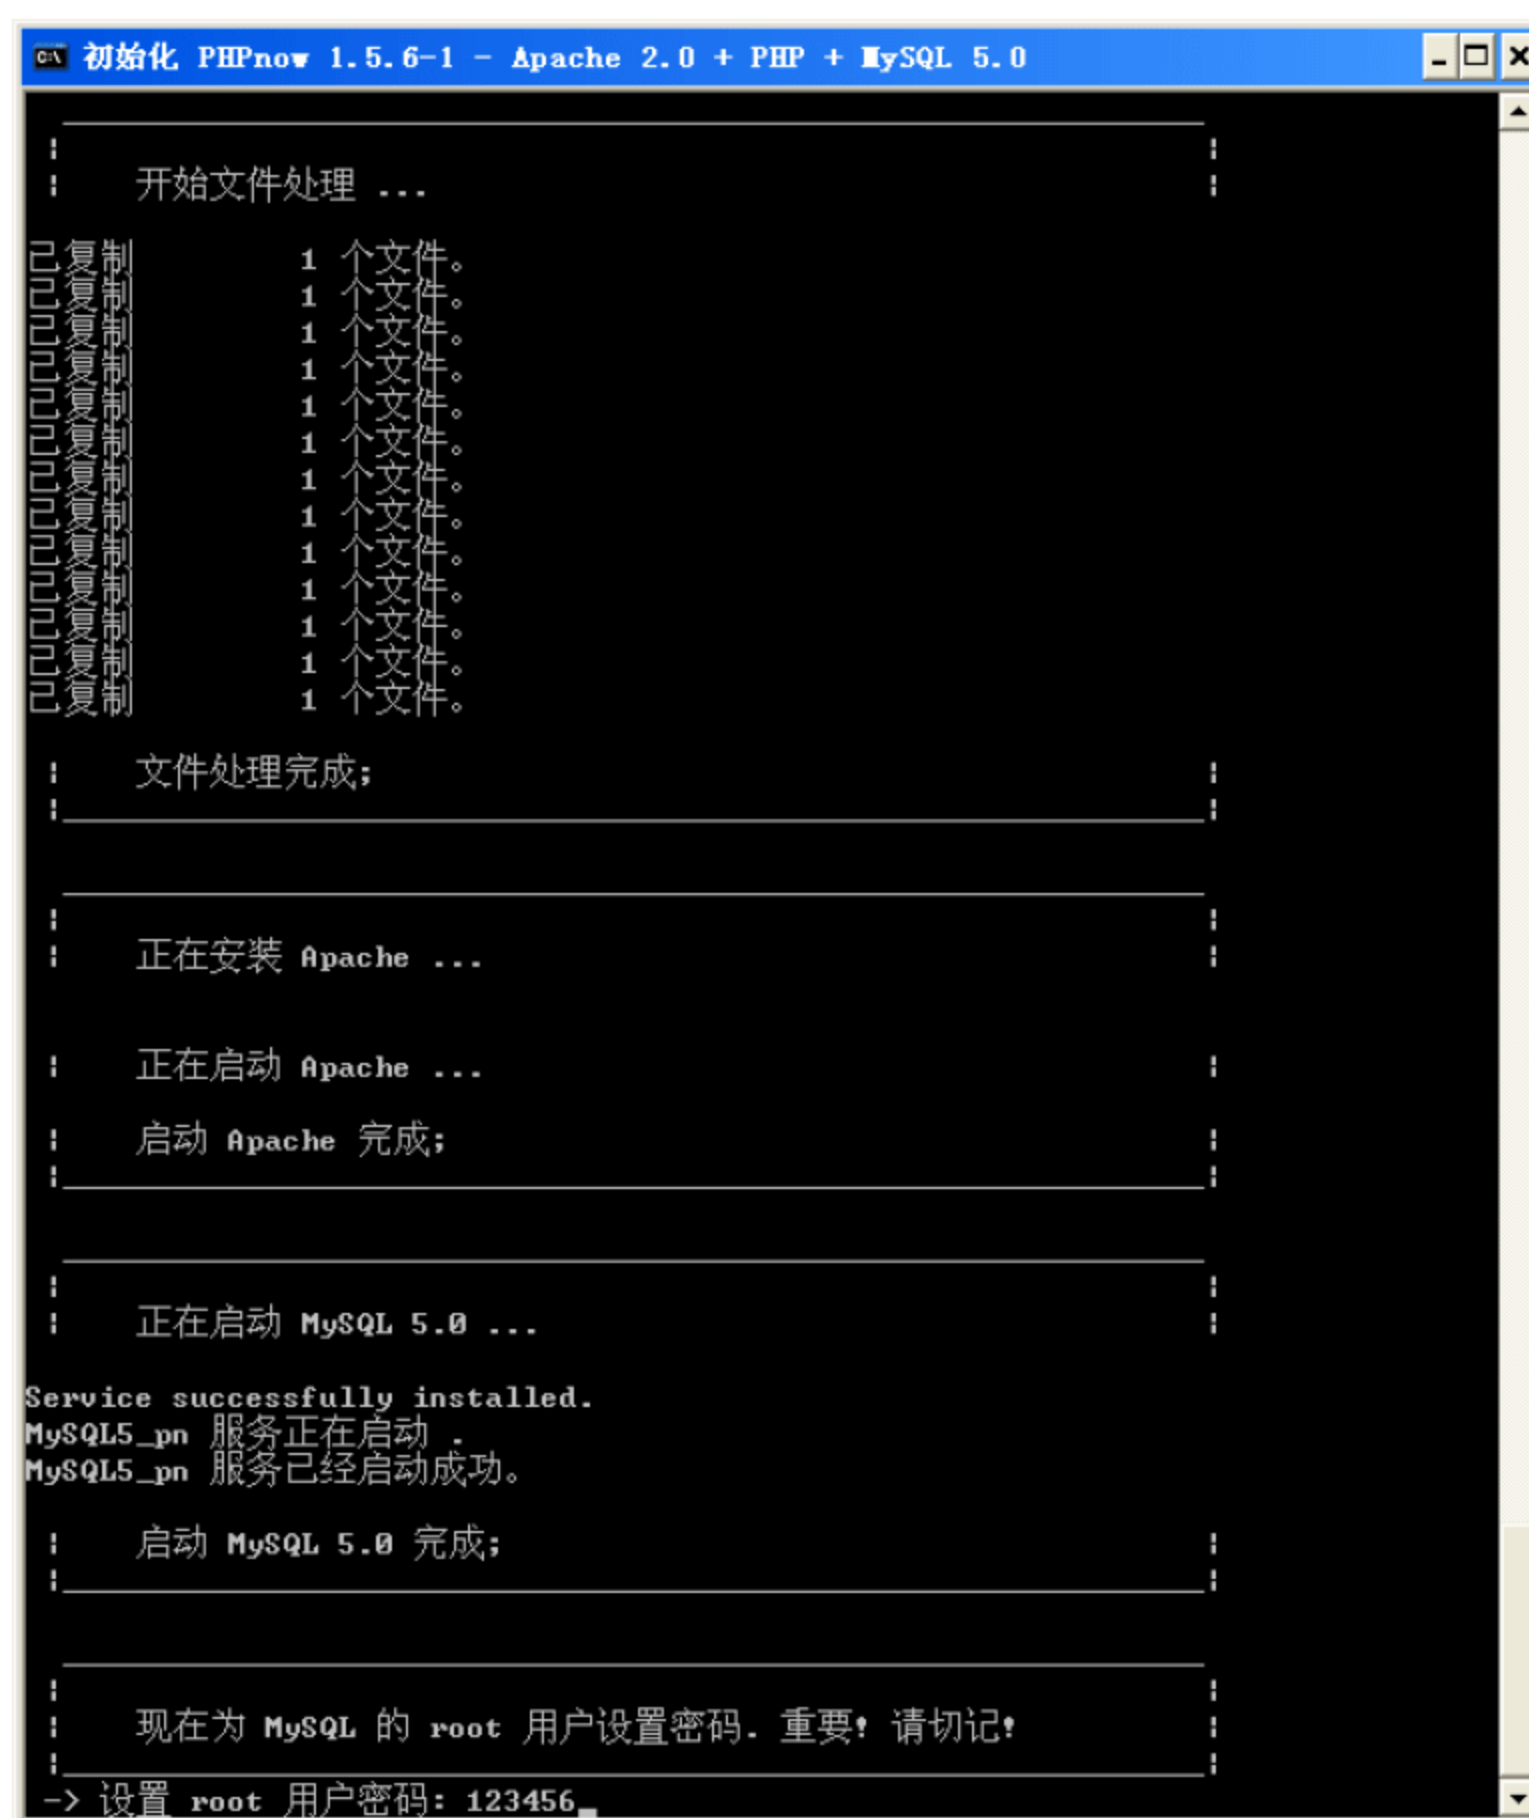 初始化 PHPnow 1.5.6-1 - Apache 2.0 + PHP + MySQL 5.0
开始文件处理 ...
已复制 1 个文件。
已复制 1 个文件。
已复制 1 个文件。
已复制 1 个文件。
已复制 1 个文件。
已复制 1 个文件。
已复制 1 个文件。
已复制 1 个文件。
已复制 1 个文件。
已复制 1 个文件。
已复制 1 个文件。
已复制 1 个文件。
已复制 1 个文件。
文件处理完成;
正在安装 Apache ...
正在启动 Apache ...
启动 Apache 完成;
正在启动 MySQL 5.0 ...
Service successfully installed.
MySQL5_pn 服务正在启动 .
MySQL5_pn 服务已经启动成功。
启动 MySQL 5.0 完成;
现在为 MySQL 的 root 用户设置密码. 重要! 请切记!
-> 设置 root 用户密码: 123456_